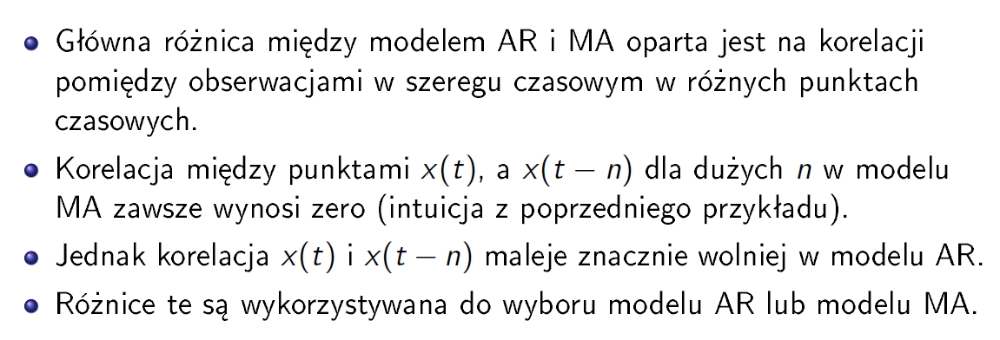 Główna różnica między modelem AR i MA oparta jest na korelacji
pomiędzy obserwacjami w szeregu czasowym w różnych punktach
czasowych.
Korelacja między punktami x(t), a x(t − n) dla dużych n w modelu
MA zawsze wynosi zero (intuicja z poprzedniego przykładu).
Jednak korelacja x(t) i x(t − n) maleje znacznie wolniej w modelu AR.
Różnice te są wykorzystywana do wyboru modelu AR lub modelu MA.